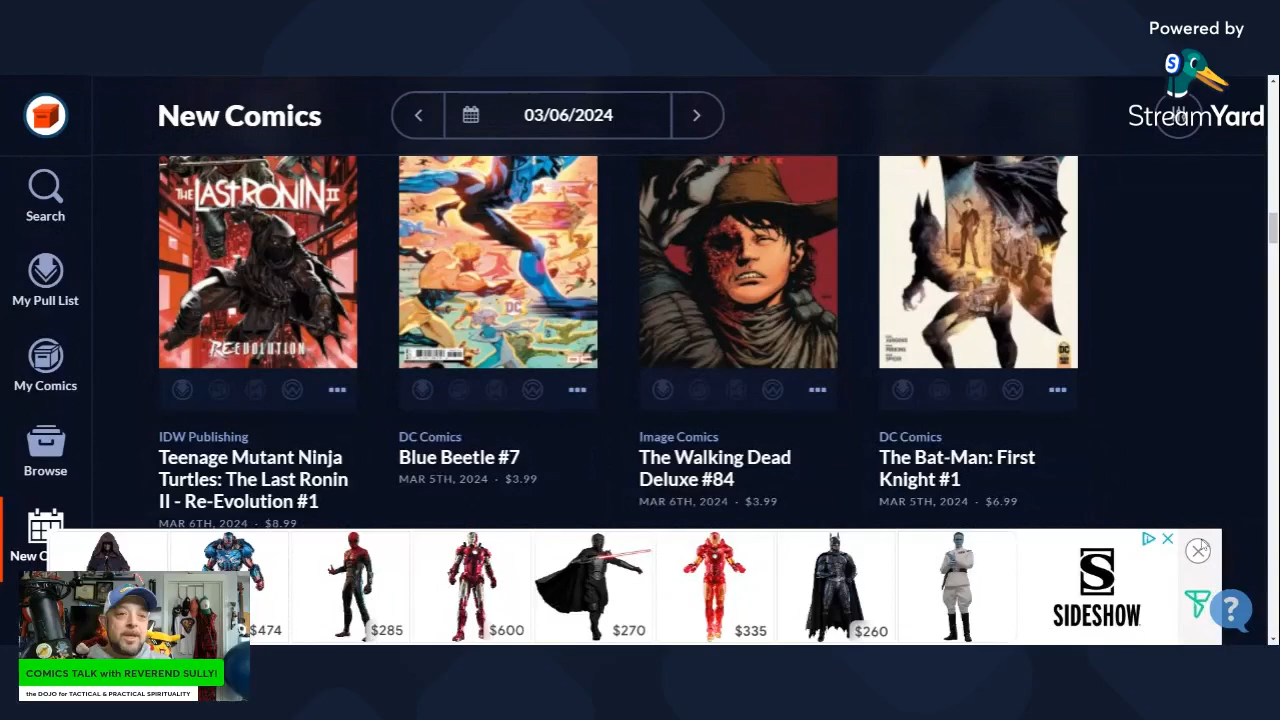 Powered by
S
StreamYard
New Comics
03/06/2024
Search
My Pull List
My Comics
Browse
New C
THE LAST RONIN II
RE-EVOLUTION
DC
DC
IDW Publishing
Teenage Mutant Ninja
Turtles: The Last Ronin
II - Re-Evolution #1
MAR 6TH, 2024 · $8.99
DC Comics
Blue Beetle #7
MAR 5TH, 2024 · $3.99
Image Comics
The Walking Dead
Deluxe #84
MAR 6TH, 2024 · $3.99
DC Comics
The Bat-Man: First
Knight #1
MAR 5TH, 2024 · $6.99
$474
$285
$600
$270
$335
$260
S
SIDESHOW
?
COMICS TALK with REVEREND SULLY!
the DOJO for TACTICAL & PRACTICAL SPIRITUALITY